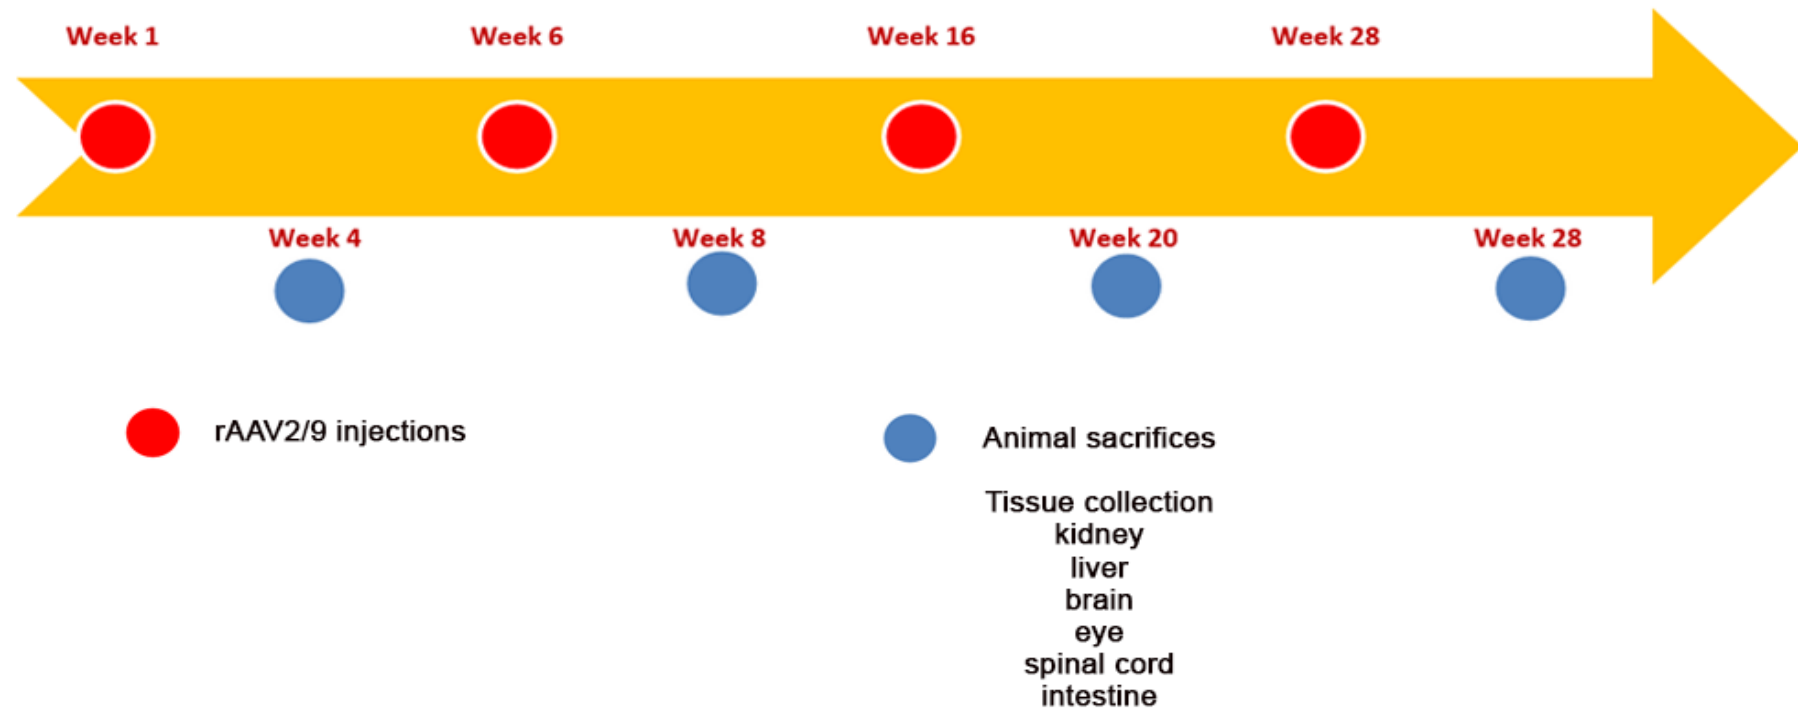 Week 1
Week 6
Week 16
Week 28
Week 4
Week 8
Week 20
Week 28
rAAV2/9 injections
Animal sacrifices
Tissue collection
kidney
liver
brain
eye
spinal cord
intestine